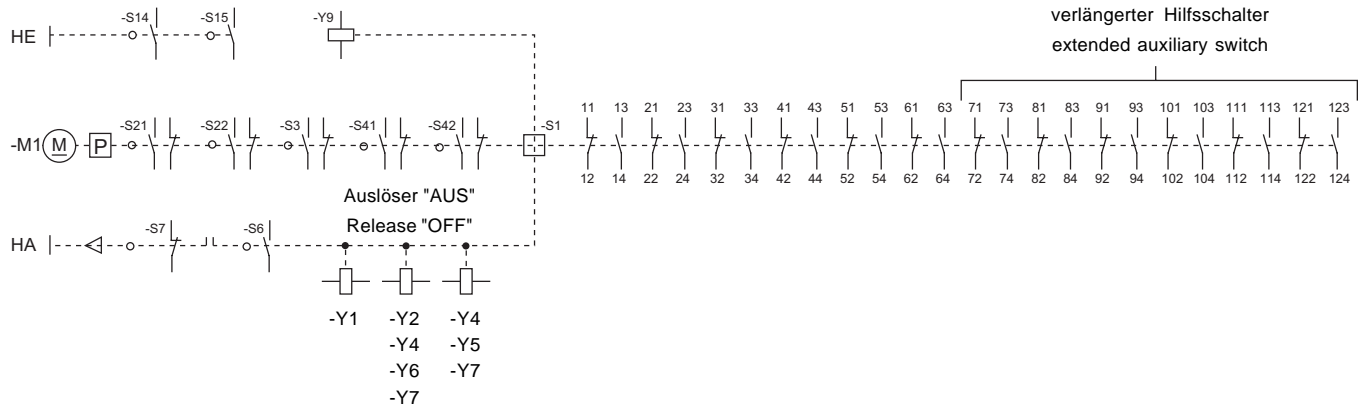 verlängerter Hilfsschalter
extended auxiliary switch
HE -S14 -S15 -Y9
-M1 M P -S21 -S22 -S3 -S41 -S42 -S1
11 13 21 23 31 33 41 43 51 53 61 63 71 73 81 83 91 93 101 103 111 113 121 123
12 14 22 24 32 34 42 44 52 54 62 64 72 74 82 84 92 94 102 104 112 114 122 124
Auslöser "AUS"
Release "OFF"
HA -S7 -S6
-Y1 -Y2 -Y4
-Y4 -Y5
-Y6 -Y7
-Y7